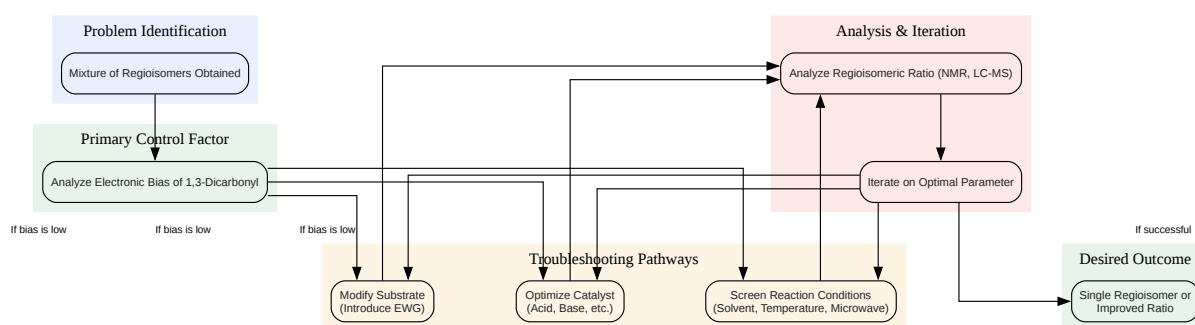 Problem Identification
Mixture of Regioisomers Obtained
Primary Control Factor
Analyze Electronic Bias of 1,3-Dicarbonyl
If bias is low
If bias is low
If bias is low
Troubleshooting Pathways
Modify Substrate
(Introduce EWG)
Optimize Catalyst
(Acid, Base, etc.)
Screen Reaction Conditions
(Solvent, Temperature, Microwave)
Analysis & Iteration
Analyze Regioisomeric Ratio (NMR, LC-MS)
Iterate on Optimal Parameter
If successful
Desired Outcome
Single Regioisomer or
Improved Ratio